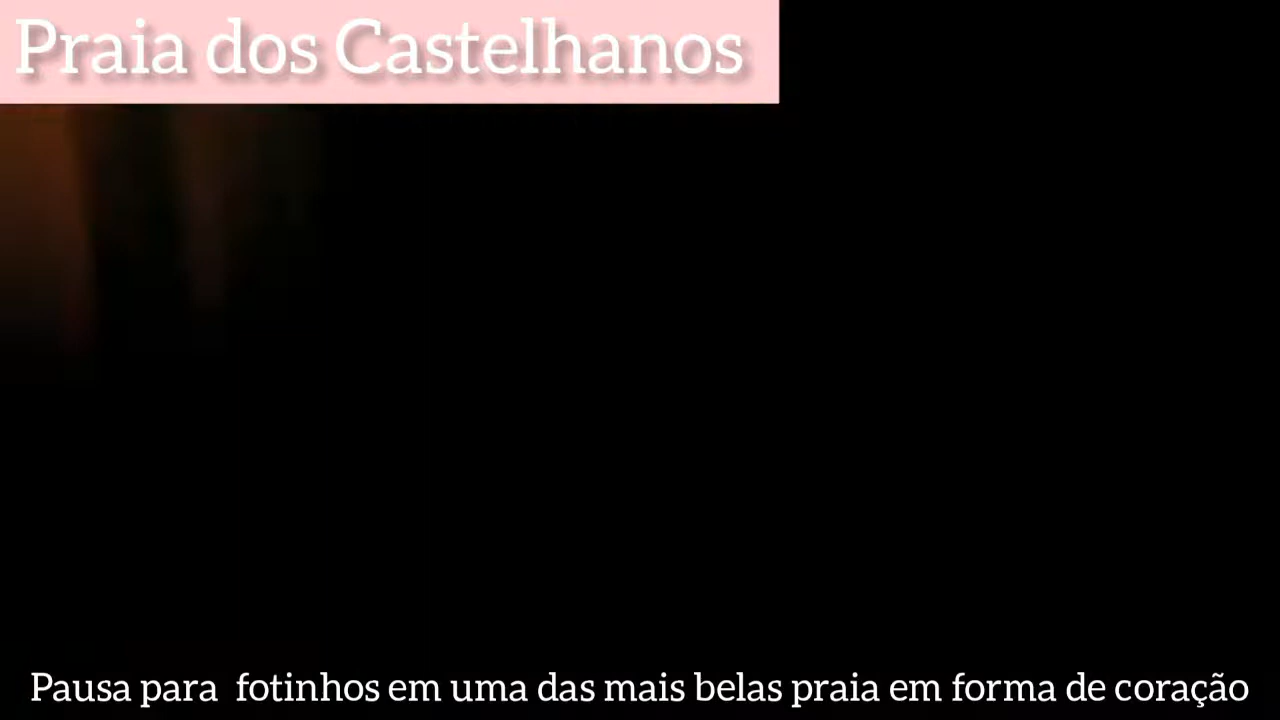 Praia dos Castelhanos
Pausa para fotinhos em uma das mais belas praia em forma de coração